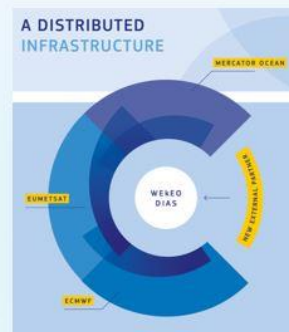 A DISTRIBUTED
INFRASTRUCTURE
MERCATOR OCEAN
WEkEO
DIAS
NEW EXTERNAL PARTNER
EUMETSAT
ECMWF